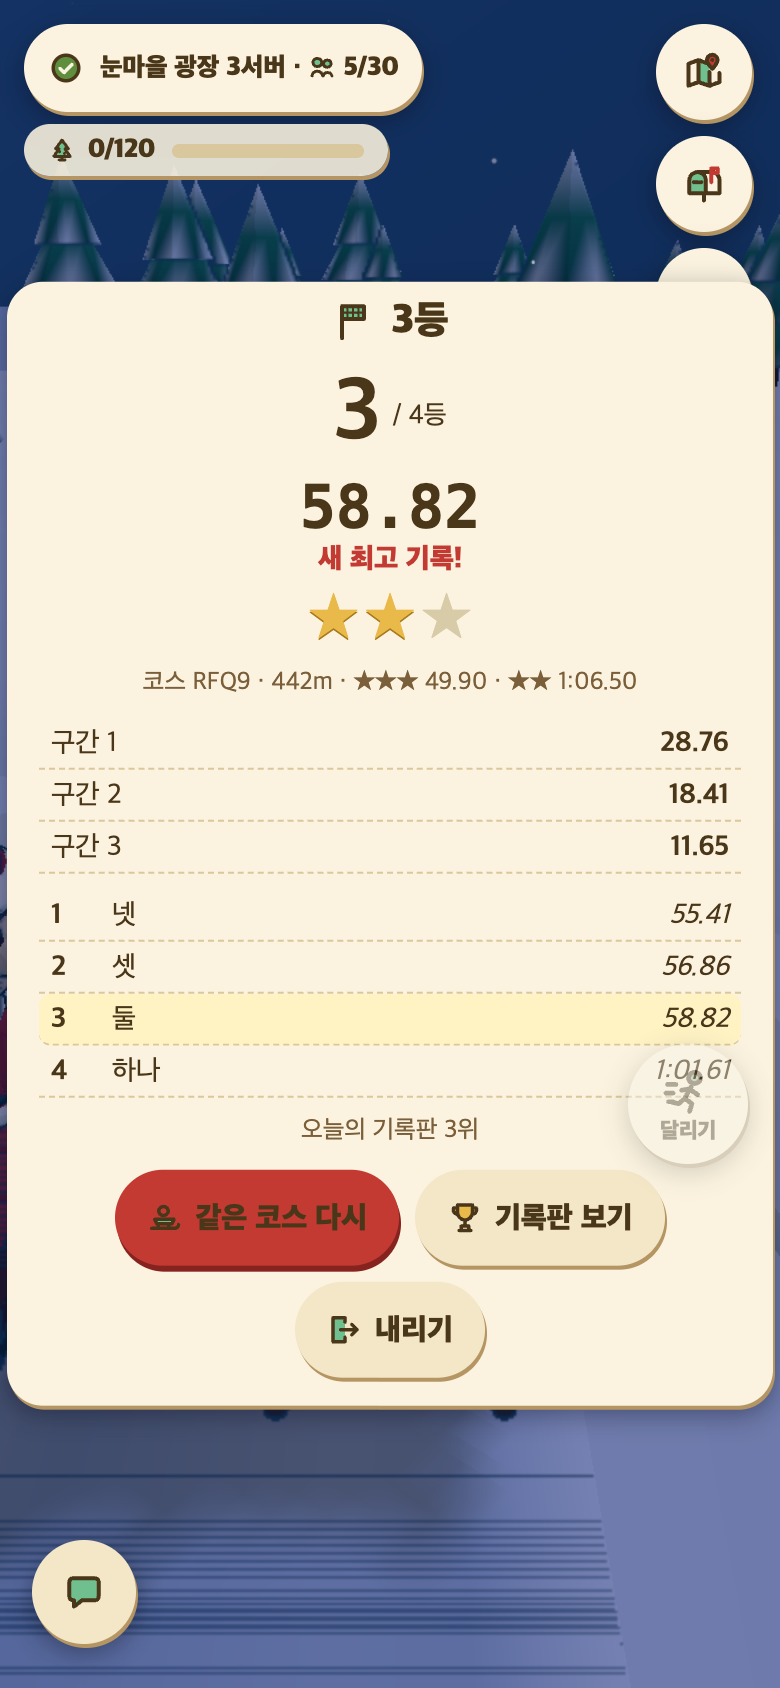 눈마을 광장 3서버 · 5/30
0/120
3등
3 / 4등
58.82
새 최고 기록!
코스 RFQ9 · 442m · ★★★ 49.90 · ★★ 1:06.50
구간 1 28.76
구간 2 18.41
구간 3 11.65
1 넷 55.41
2 셋 56.86
3 둘 58.82
4 하나 1:01.61
달리기
오늘의 기록판 3위
같은 코스 다시
기록판 보기
내리기